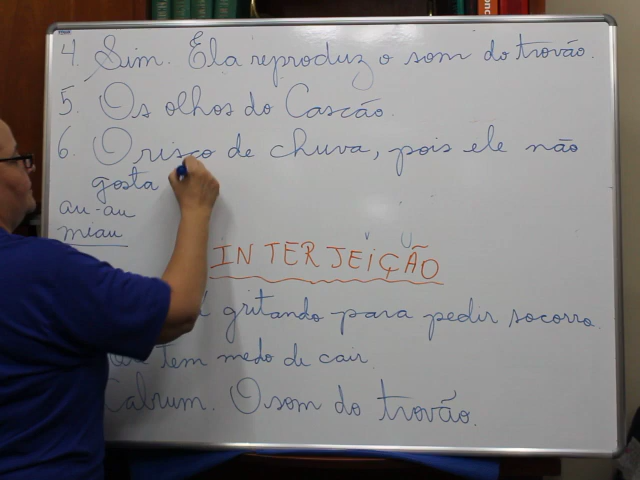 4. Sim. Ela reproduz o som do trovão.
5. Os olhos do Cascão.
6. O risco de chuva, pois ele não
gosta
au-au
miau
INTERJEIÇÃO
gritando para pedir socorro.
tem medo de cair.
Cabrum. O som do trovão.